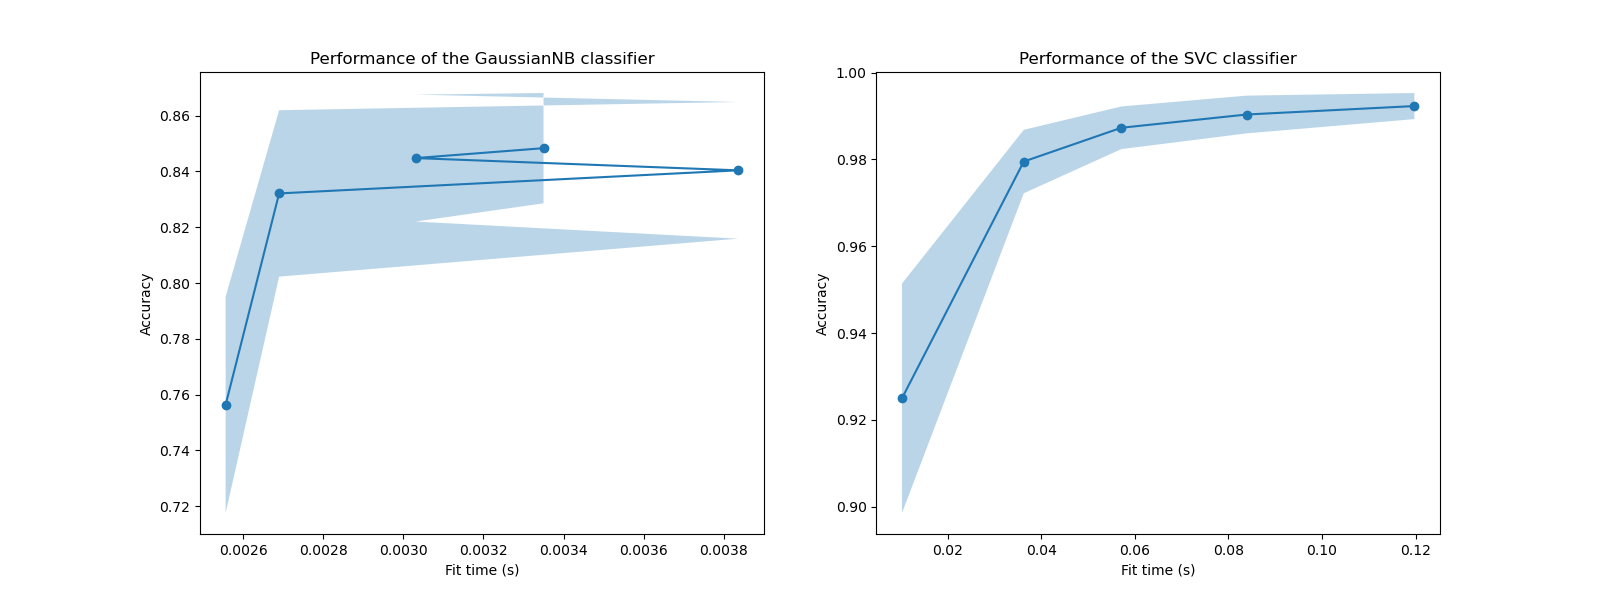 Performance of the GaussianNB classifier
Accuracy
0.86
0.84
0.82
0.80
0.78
0.76
0.74
0.72
0.0026 0.0028 0.0030 0.0032 0.0034 0.0036 0.0038
Fit time (s)
Performance of the SVC classifier
Accuracy
1.00
0.98
0.96
0.94
0.92
0.90
0.02 0.04 0.06 0.08 0.10 0.12
Fit time (s)